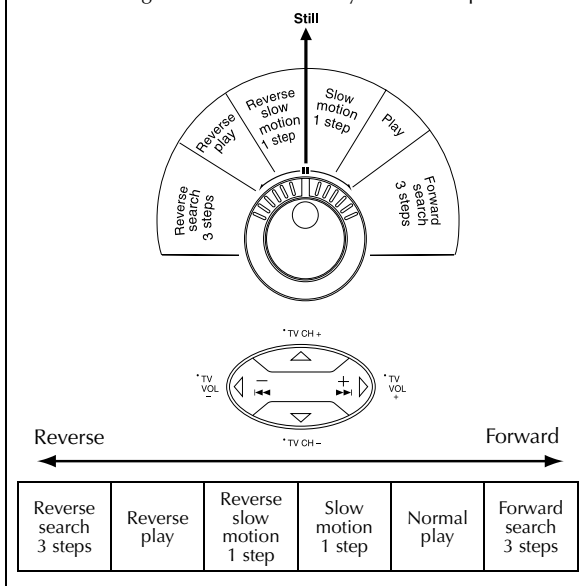 Still
Reverse
slow
motion
1 step
Slow
motion
1 step
Reverse
play
Play
Reverse
search
3 steps
Forward
search
3 steps
* TV CH +
* TV
VOL
–
–
+
* TV
VOL
+
* TV CH –
Reverse
Forward
Reverse
search
3 steps
Reverse
play
Reverse
slow
motion
1 step
Slow
motion
1 step
Normal
play
Forward
search
3 steps